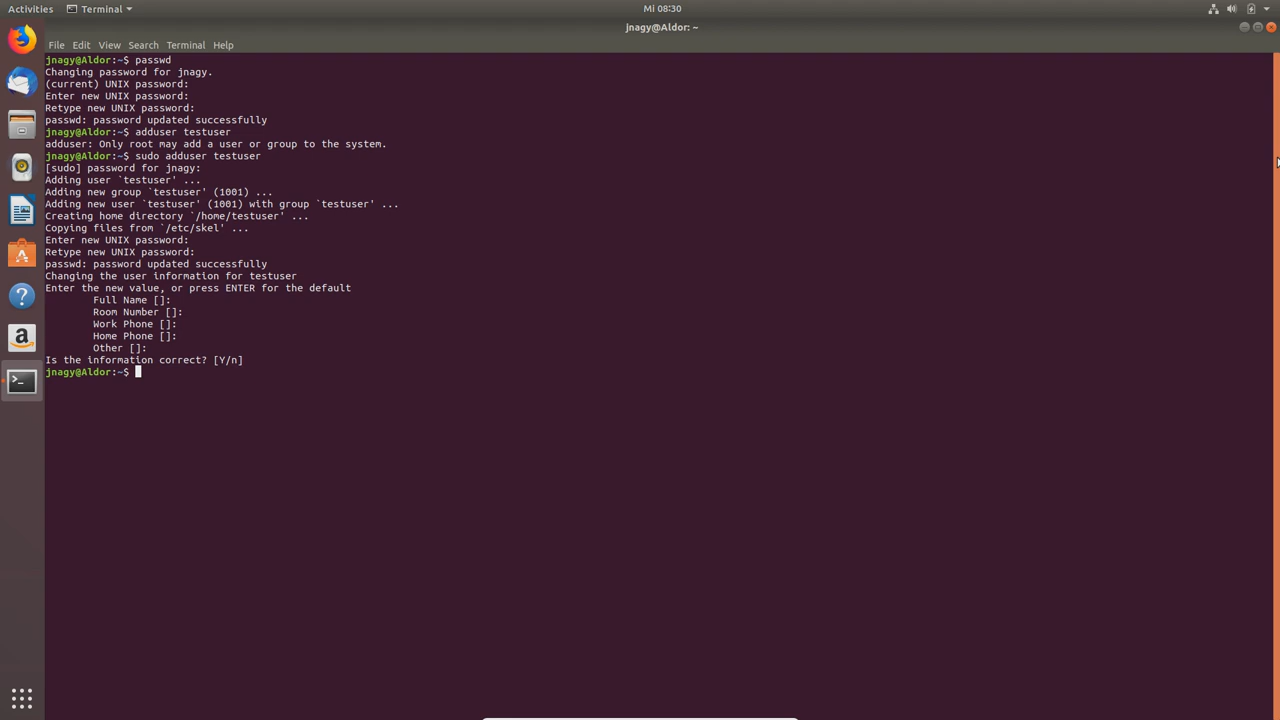 Activities
Terminal
Mi 08:30
jnagy@Aldor: ~
File Edit View Search Terminal Help
jnagy@Aldor:~$ passwd
Changing password for jnagy.
(current) UNIX password:
Enter new UNIX password:
Retype new UNIX password:
passwd: password updated successfully
jnagy@Aldor:~$ adduser testuser
adduser: Only root may add a user or group to the system.
jnagy@Aldor:~$ sudo adduser testuser
[sudo] password for jnagy:
Adding user `testuser' ...
Adding new group `testuser' (1001) ...
Adding new user `testuser' (1001) with group `testuser' ...
Creating home directory `/home/testuser' ...
Copying files from `/etc/skel' ...
Enter new UNIX password:
Retype new UNIX password:
passwd: password updated successfully
Changing the user information for testuser
Enter the new value, or press ENTER for the default
Full Name []:
Room Number []:
Work Phone []:
Home Phone []:
Other []:
Is the information correct? [Y/n]
jnagy@Aldor:~$